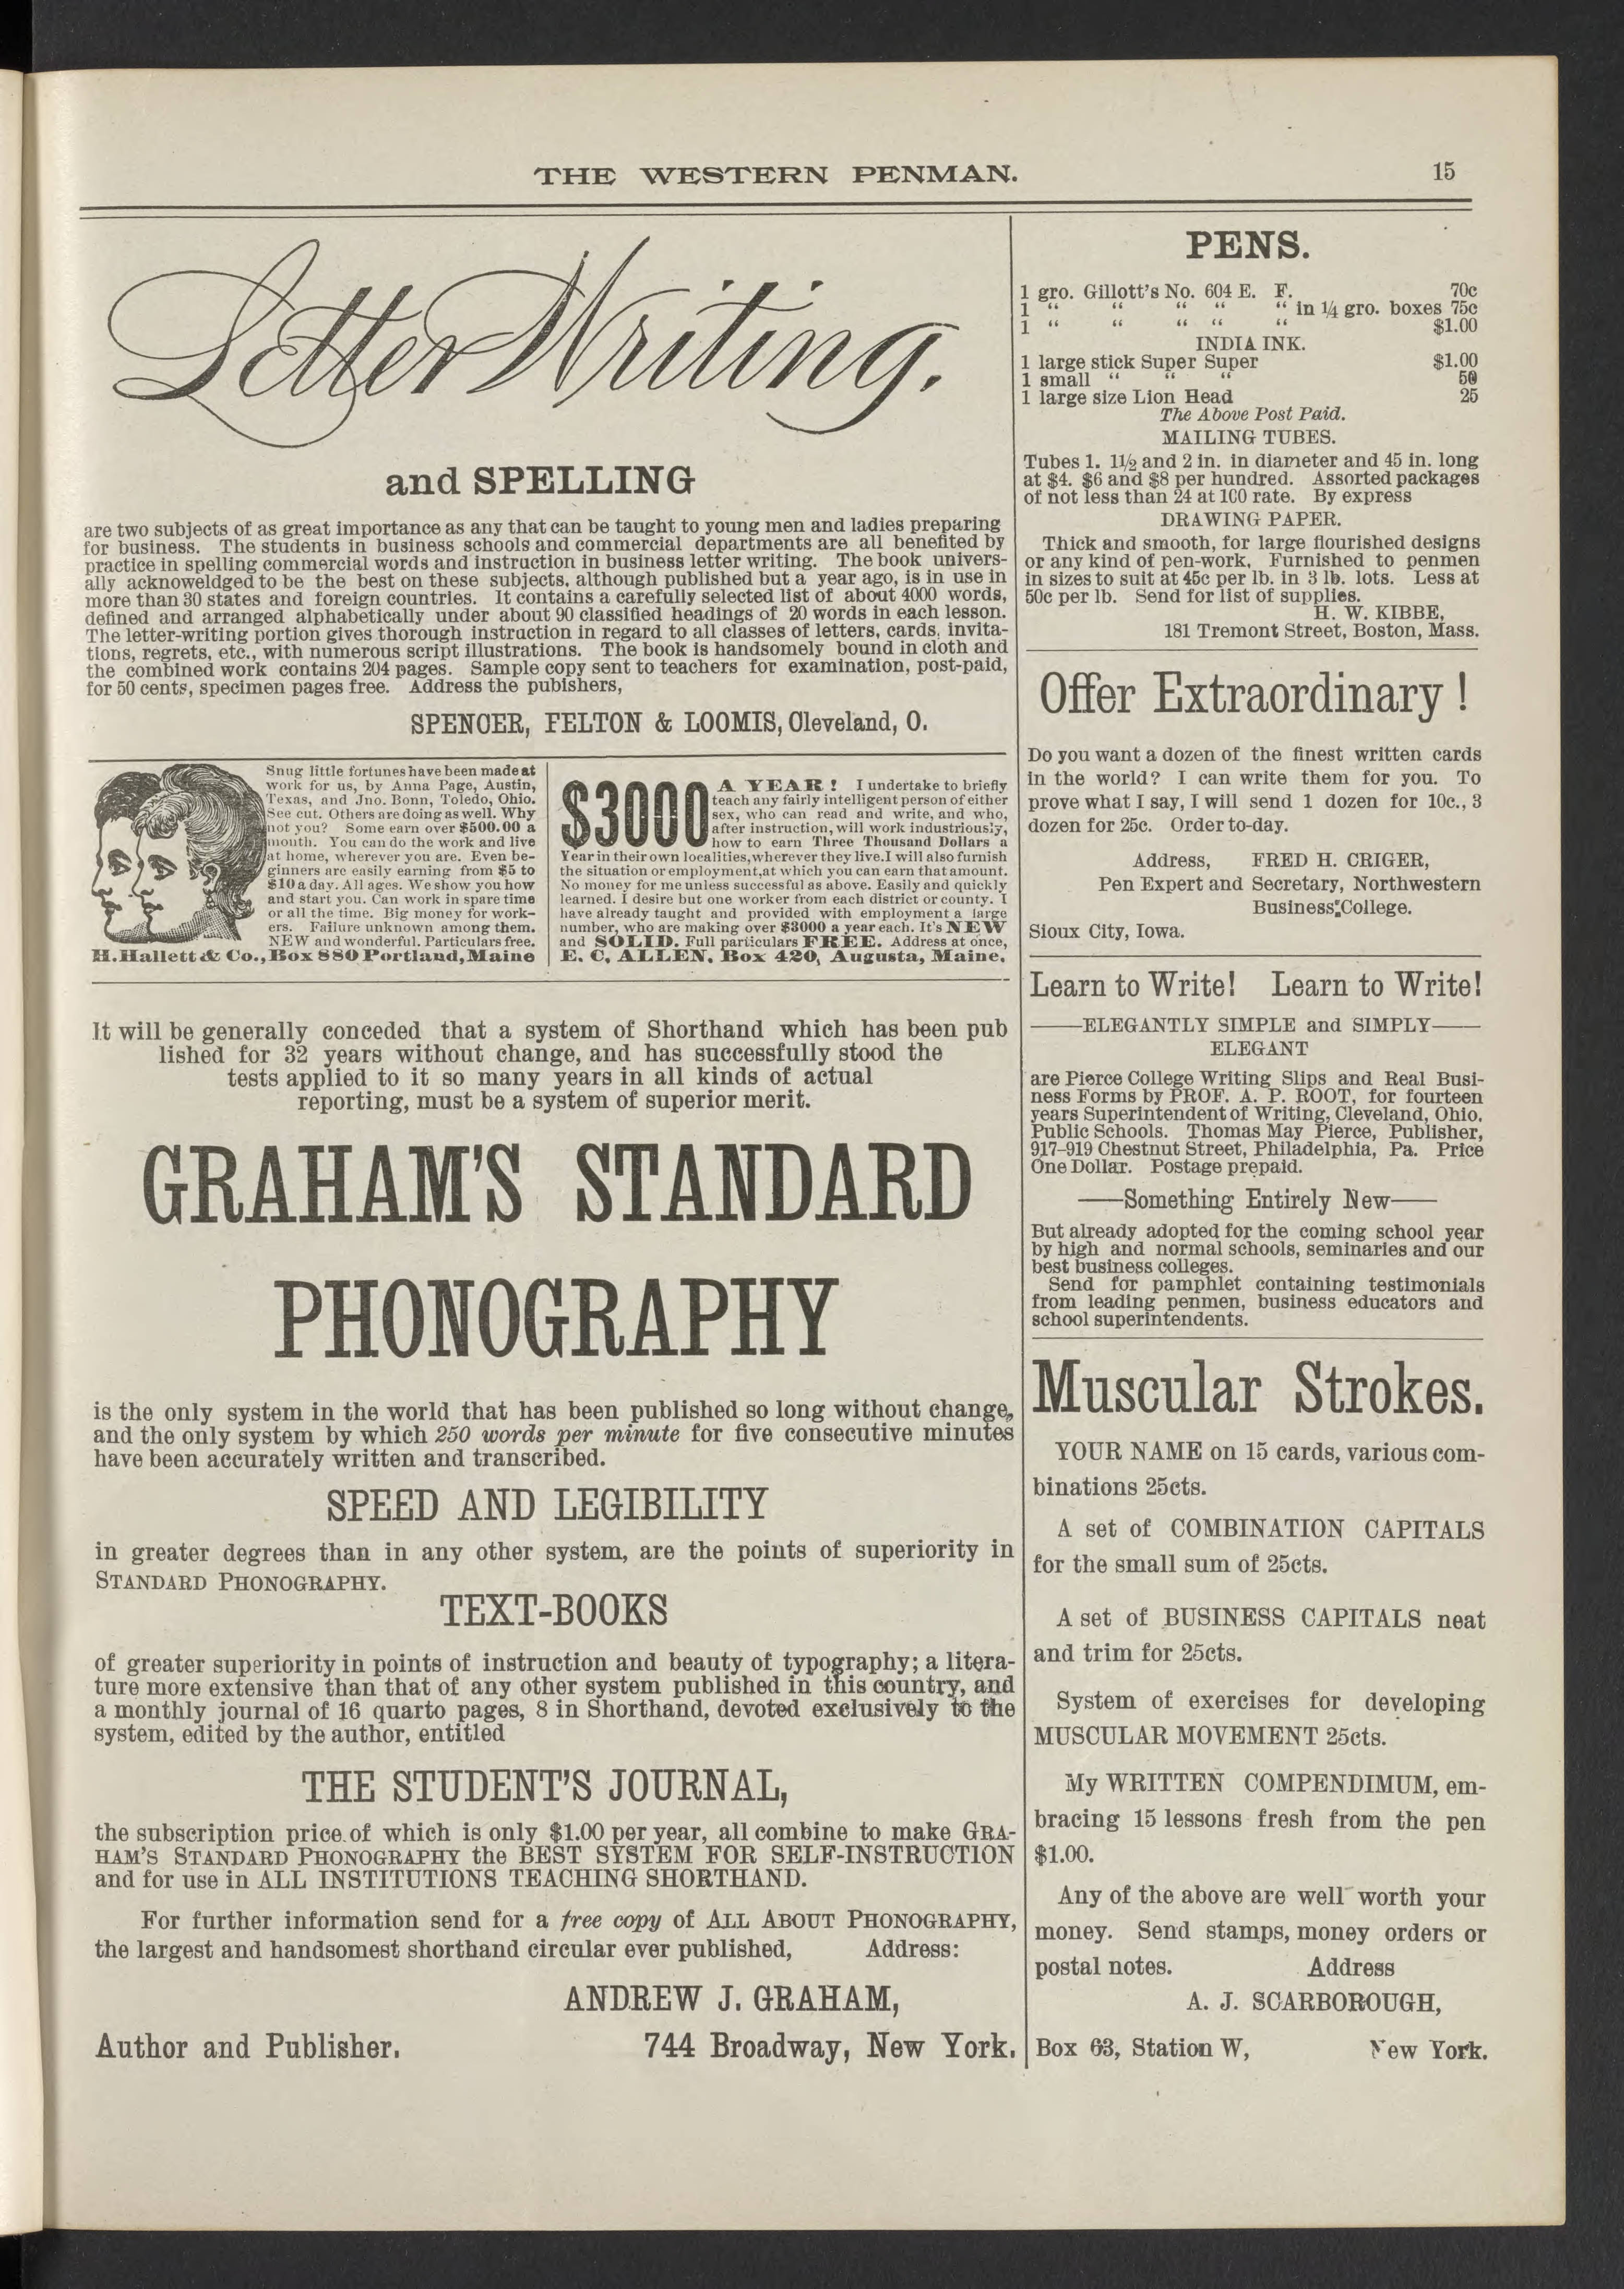 THE WESTERN PENMAN.
15
Letter Writing.
and SPELLING
are two subjects of as great importance as any that can be taught to young men and ladies preparing
for business. The students in business schools and commercial departments are all benefited by
practice in spelling commercial words and instruction in business letter writing. The book univers-
ally acknoweldged to be the best on these subjects, although published but a year ago, is in use in
more than 30 states and foreign countries. It contains a carefully selected list of about 4000 words,
defined and arranged alphabetically under about 90 classified headings of 20 words in each lesson.
The letter-writing portion gives thorough instruction in regard to all classes of letters, cards, invita-
tions, regrets, etc., with numerous script illustrations. The book is handsomely bound in cloth and
the combined work contains 204 pages. Sample copy sent to teachers for examination, post-paid,
for 50 cents, specimen pages free. Address the pubishers,
SPENCER, FELTON & LOOMIS, Cleveland, O.
Snug little fortunes have been made at
work for us, by Anna Page, Austin,
Texas, and Jno. Bonn, Toledo, Ohio.
See cut. Others are doing as well. Why
not you? Some earn over $500.00 a
month. You can do the work and live
at home, wherever you are. Even be-
ginners are easily earning from $5 to
$10 a day. All ages. We show you how
and start you. Can work in spare time
or all the time. Big money for work-
ers. Failure unknown among them.
NEW and wonderful. Particulars free.
H. Hallett & Co., Box 880 Portland, Maine
$3000 A YEAR! I undertake to briefly
teach any fairly intelligent person of either
sex, who can read and write, and who,
after instruction, will work industriously,
how to earn Three Thousand Dollars a
Year in their own localities, wherever they live. I will also furnish
the situation or employment, at which you can earn that amount.
No money for me unless successful as above. Easily and quickly
learned. I desire but one worker from each district or county. I
have already taught and provided with employment a large
number, who are making over $3000 a year each. It's NEW
and SOLID. Full particulars FREE. Address at once,
E. C. ALLEN, Box 420, Augusta, Maine.
It will be generally conceded that a system of Shorthand which has been pub
lished for 32 years without change, and has successfully stood the
tests applied to it so many years in all kinds of actual
reporting, must be a system of superior merit.
GRAHAM'S STANDARD
PHONOGRAPHY
is the only system in the world that has been published so long without change,
and the only system by which 250 words per minute for five consecutive minutes
have been accurately written and transcribed.
SPEED AND LEGIBILITY
in greater degrees than in any other system, are the points of superiority in
STANDARD PHONOGRAPHY.
TEXT-BOOKS
of greater superiority in points of instruction and beauty of typography; a litera-
ture more extensive than that of any other system published in this country, and
a monthly journal of 16 quarto pages, 8 in Shorthand, devoted exclusively to the
system, edited by the author, entitled
THE STUDENT'S JOURNAL,
the subscription price of which is only $1.00 per year, all combine to make GRA-
HAM'S STANDARD PHONOGRAPHY the BEST SYSTEM FOR SELF-INSTRUCTION
and for use in ALL INSTITUTIONS TEACHING SHORTHAND.
For further information send for a free copy of ALL ABOUT PHONOGRAPHY,
the largest and handsomest shorthand circular ever published, Address:
ANDREW J. GRAHAM,
Author and Publisher. 744 Broadway, New York.
PENS.
1 gro. Gillott's No. 604 E. F. 70c
1 “ “ “ “ “ in ¼ gro. boxes 75c
1 “ “ “ “ “ $1.00
INDIA INK.
1 large stick Super Super $1.00
1 small “ “ “ 50
1 large size Lion Head 25
The Above Post Paid.
MAILING TUBES.
Tubes 1. 1½ and 2 in. in diameter and 45 in. long
at $4. $6 and $8 per hundred. Assorted packages
of not less than 24 at 100 rate. By express
DRAWING PAPER.
Thick and smooth, for large flourished designs
or any kind of pen-work. Furnished to penmen
in sizes to suit at 45c per lb. in 3 lb. lots. Less at
50c per lb. Send for list of supplies.
H. W. KIBBE,
181 Tremont Street, Boston, Mass.
Offer Extraordinary!
Do you want a dozen of the finest written cards
in the world? I can write them for you. To
prove what I say, I will send 1 dozen for 10c., 3
dozen for 25c. Order to-day.
Address, FRED H. CRIGER,
Pen Expert and Secretary, Northwestern
Business College.
Sioux City, Iowa.
Learn to Write! Learn to Write!
——ELEGANTLY SIMPLE and SIMPLY——
ELEGANT
are Pierce College Writing Slips and Real Busi-
ness Forms by PROF. A. P. ROOT, for fourteen
years Superintendent of Writing, Cleveland, Ohio.
Public Schools. Thomas May Pierce, Publisher,
917-919 Chestnut Street, Philadelphia, Pa. Price
One Dollar. Postage prepaid.
——Something Entirely New——
But already adopted for the coming school year
by high and normal schools, seminaries and our
best business colleges.
Send for pamphlet containing testimonials
from leading penmen, business educators and
school superintendents.
Muscular Strokes.
YOUR NAME on 15 cards, various com-
binations 25cts.
A set of COMBINATION CAPITALS
for the small sum of 25cts.
A set of BUSINESS CAPITALS neat
and trim for 25cts.
System of exercises for developing
MUSCULAR MOVEMENT 25cts.
My WRITTEN COMPENDIMUM, em-
bracing 15 lessons fresh from the pen
$1.00.
Any of the above are well worth your
money. Send stamps, money orders or
postal notes. Address
A. J. SCARBOROUGH,
Box 63, Station W, New York.